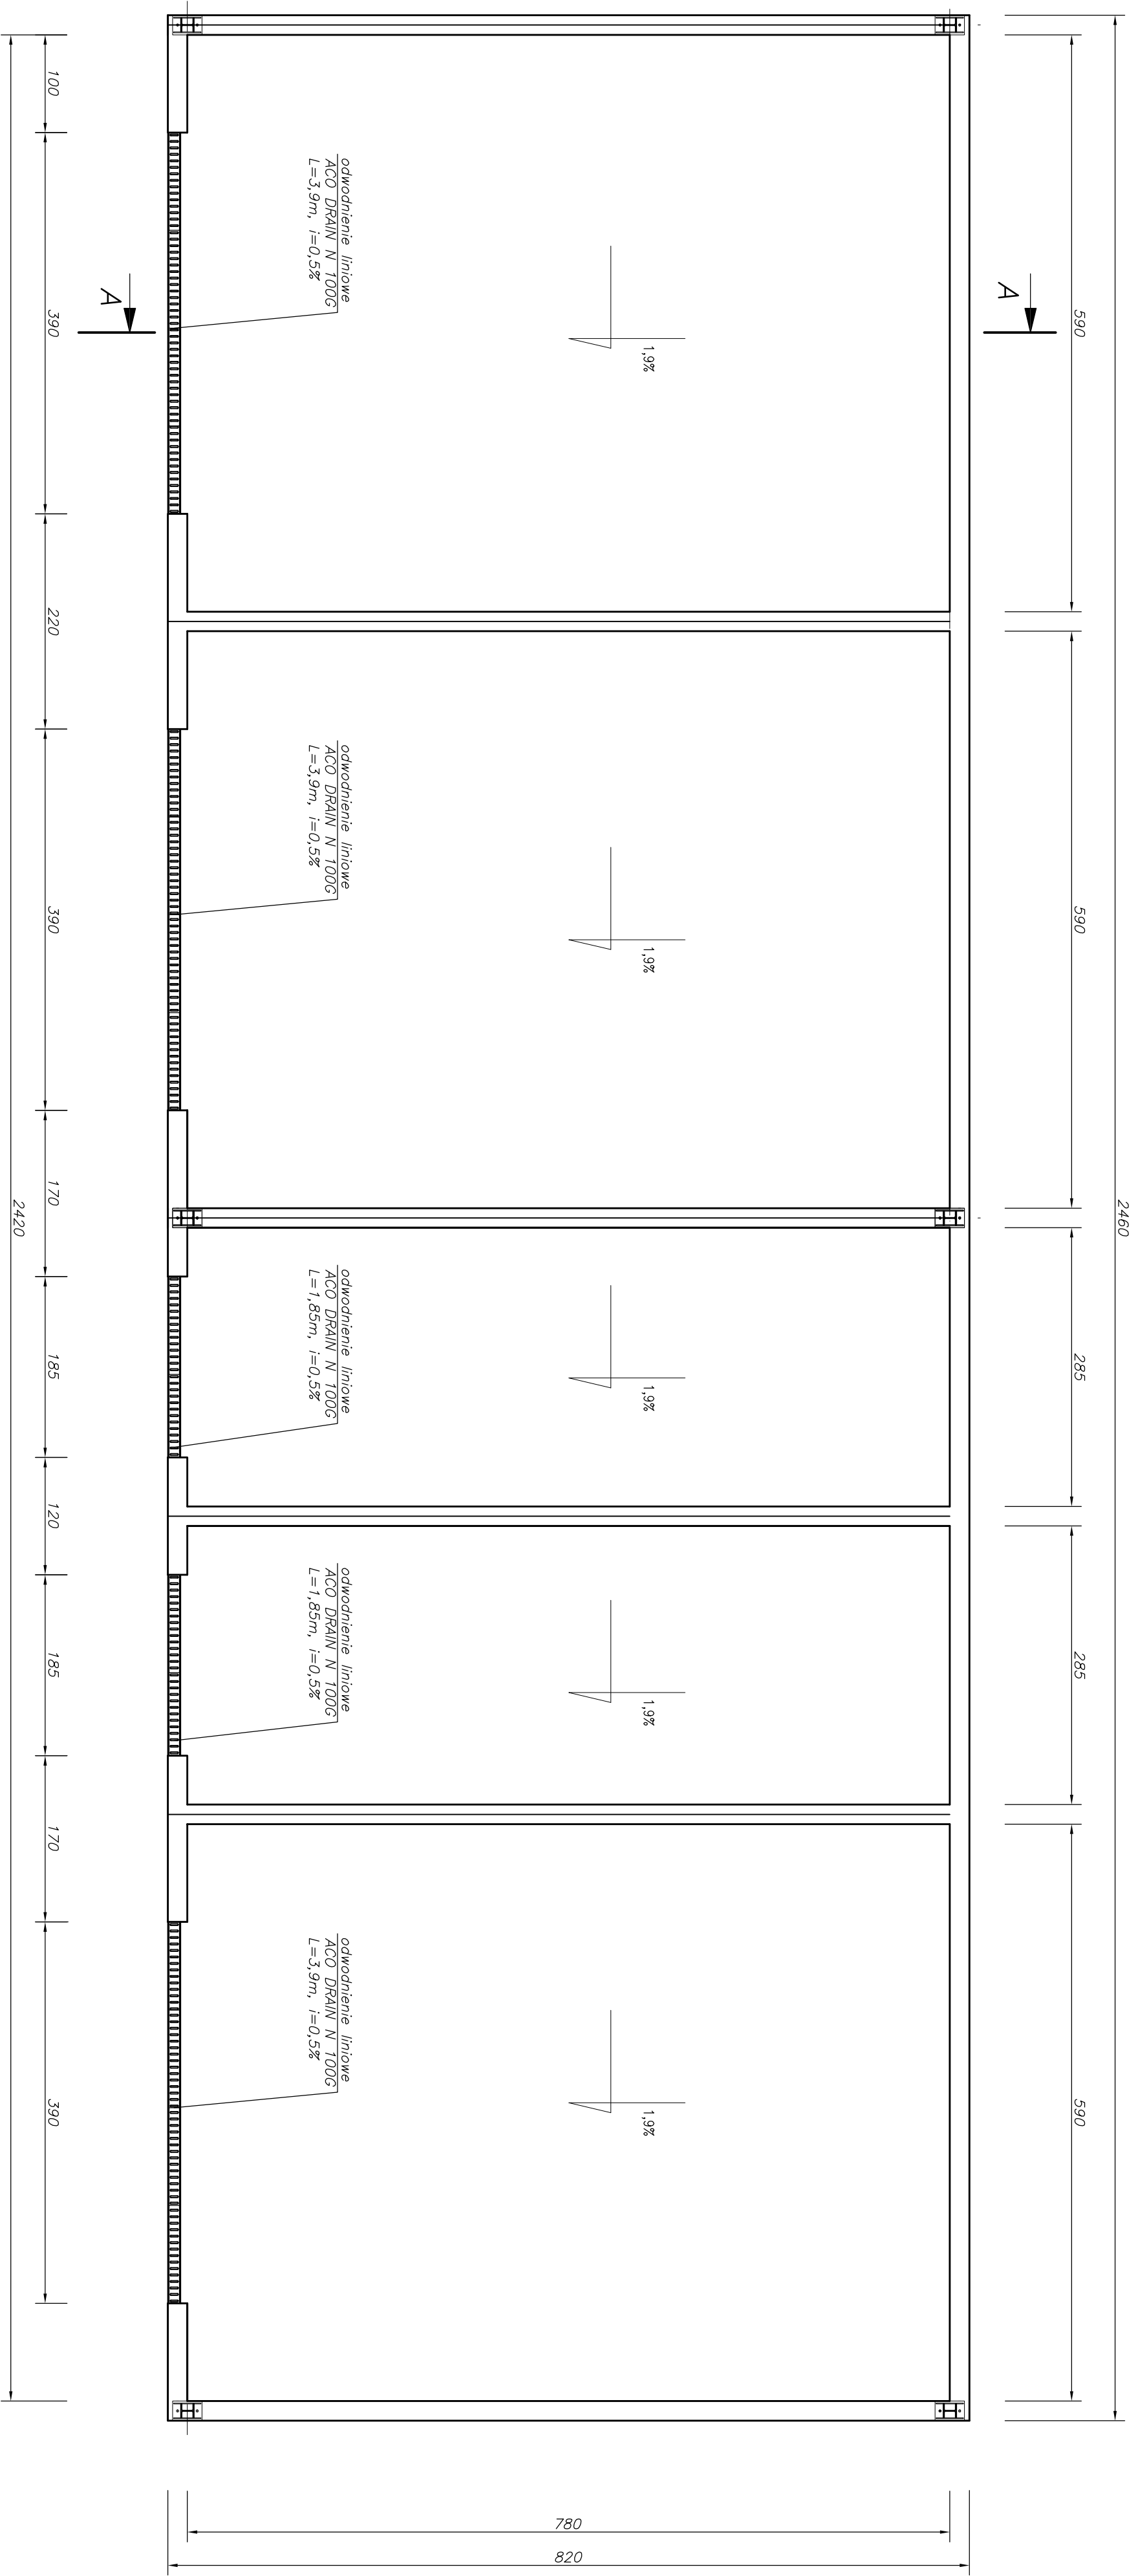 2460
590
590
285
285
590
A
A
1,9%
1,9%
1,9%
1,9%
1,9%
odwodnienie liniowe
ACO DRAIN N 100G
L=3,9m, i=0,5%
odwodnienie liniowe
ACO DRAIN N 100G
L=3,9m, i=0,5%
odwodnienie liniowe
ACO DRAIN N 100G
L=1,85m, i=0,5%
odwodnienie liniowe
ACO DRAIN N 100G
L=1,85m, i=0,5%
odwodnienie liniowe
ACO DRAIN N 100G
L=3,9m, i=0,5%
100
390
220
390
170
185
120
185
170
390
2420
780
820